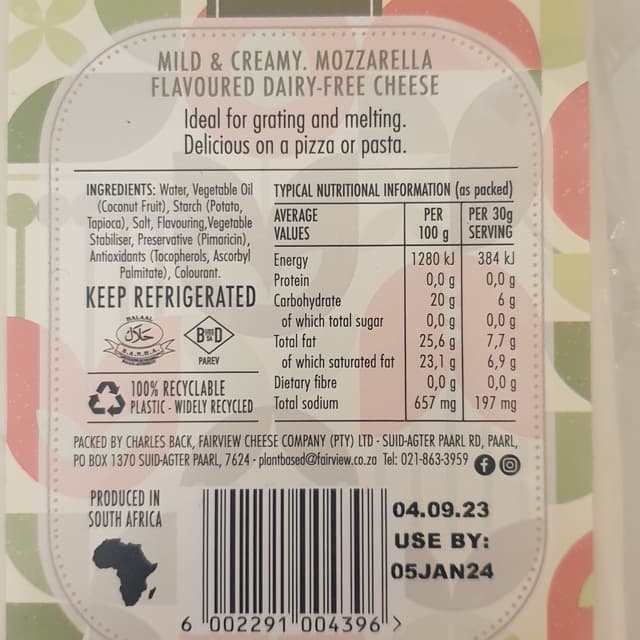 MILD & CREAMY. MOZZARELLA
FLAVOURED DAIRY-FREE CHEESE
Ideal for grating and melting.
Delicious on a pizza or pasta.
INGREDIENTS: Water, Vegetable Oil
(Coconut Fruit), Starch (Potato,
Tapioca), Salt, Flavouring,Vegetable
Stabiliser, Preservative (Pimaricin),
Antioxidants (Tocopherols, Ascorbyl
Palmitate), Colourant.
KEEP REFRIGERATED
HALAAL
حلال
S.A.N.H.A.
B D
PAREV
100% RECYCLABLE
PLASTIC - WIDELY RECYCLED
TYPICAL NUTRITIONAL INFORMATION (as packed)
AVERAGE VALUES PER 100 g PER 30g SERVING
Energy 1280 kJ 384 kJ
Protein 0,0 g 0,0 g
Carbohydrate 20 g 6 g
of which total sugar 0,0 g 0,0 g
Total fat 25,6 g 7,7 g
of which saturated fat 23,1 g 6,9 g
Dietary fibre 0,0 g 0,0 g
Total sodium 657 mg 197 mg
PACKED BY CHARLES BACK, FAIRVIEW CHEESE COMPANY (PTY) LTD - SUID-AGTER PAARL RD, PAARL,
PO BOX 1370 SUID-AGTER PAARL, 7624 - plantbased@fairview.co.za Tel: 021-863-3959
PRODUCED IN
SOUTH AFRICA
04.09.23
USE BY:
05JAN24
6 002291 004396 >